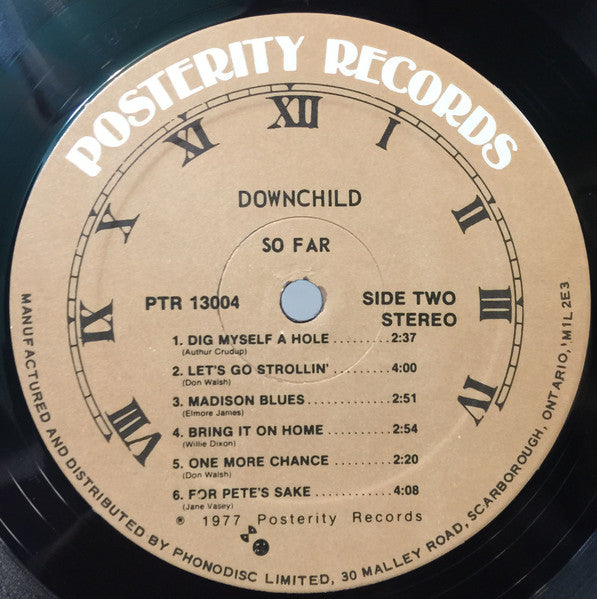 POSTERITY RECORDS
XII
I
II
III
IV
VIII
IX
X
XI
DOWNCHILD
SO FAR
PTR 13004
SIDE TWO
STEREO
1. DIG MYSELF A HOLE ......... 2:37
(Authur Crudup)
2. LET'S GO STROLLIN' ......... 4:00
(Don Walsh)
3. MADISON BLUES ............. 2:51
(Elmore James)
4. BRING IT ON HOME .......... 2:54
(Willie Dixon)
5. ONE MORE CHANCE .......... 2:20
(Don Walsh)
6. FOR PETE'S SAKE ............ 4:08
(Jane Vasey)
℗ 1977 Posterity Records
MANUFACTURED AND DISTRIBUTED BY PHONODISC LIMITED, 30 MALLEY ROAD, SCARBOROUGH, ONTARIO, M1L 2E3